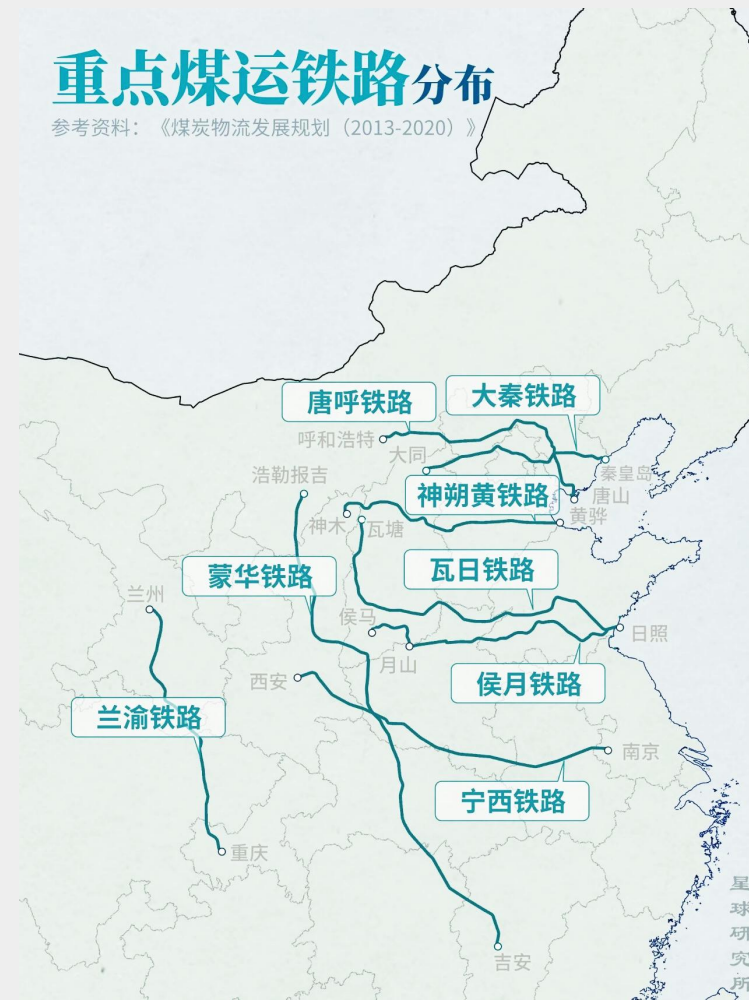 重点煤运铁路分布
参考资料：《煤炭物流发展规划（2013-2020）》
唐呼铁路
大秦铁路
呼和浩特
大同
浩勒报吉
秦皇岛
神朔黄铁路
唐山
神木
瓦塘
黄骅
蒙华铁路
瓦日铁路
兰州
侯马
日照
月山
西安
侯月铁路
兰渝铁路
南京
宁西铁路
重庆
吉安
星球研究所